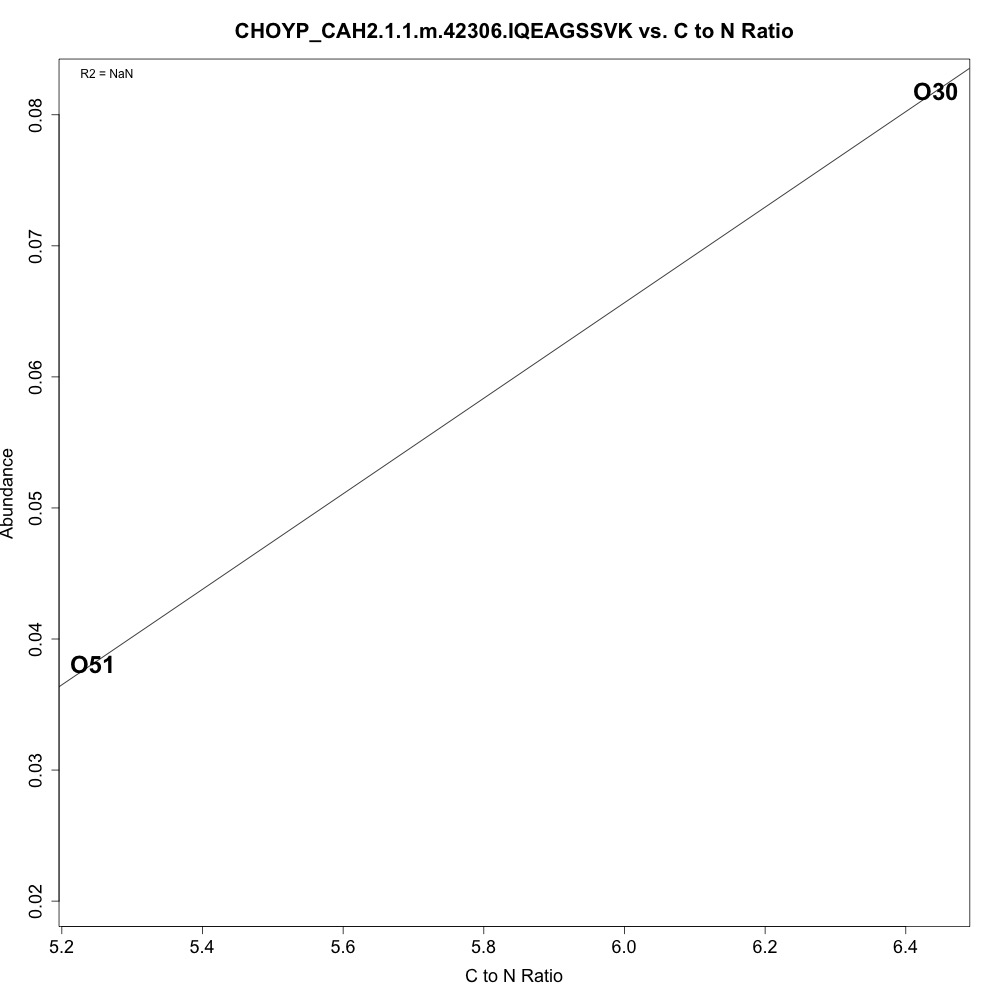 CHOYP_CAH2.1.1.m.42306.IQEAGSSVK vs. C to N Ratio
R2 = NaN
O30
0.08
0.07
0.06
0.05
Abundance
0.04
O51
0.03
0.02
5.2 5.4 5.6 5.8 6.0 6.2 6.4
C to N Ratio